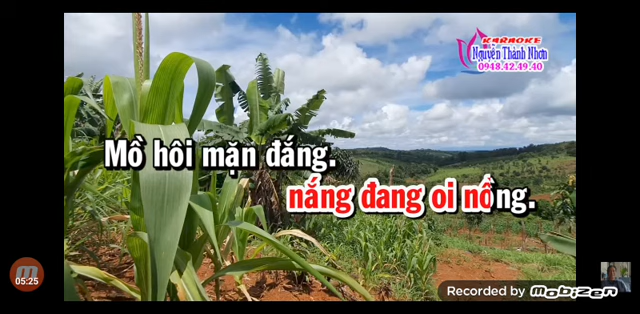 KARAOKE
Nguyễn Thành Nhơn
0948.42.49.40
Mồ hôi mặn đắng.
nắng đang oi nồng.
05:25
Recorded by mobizen